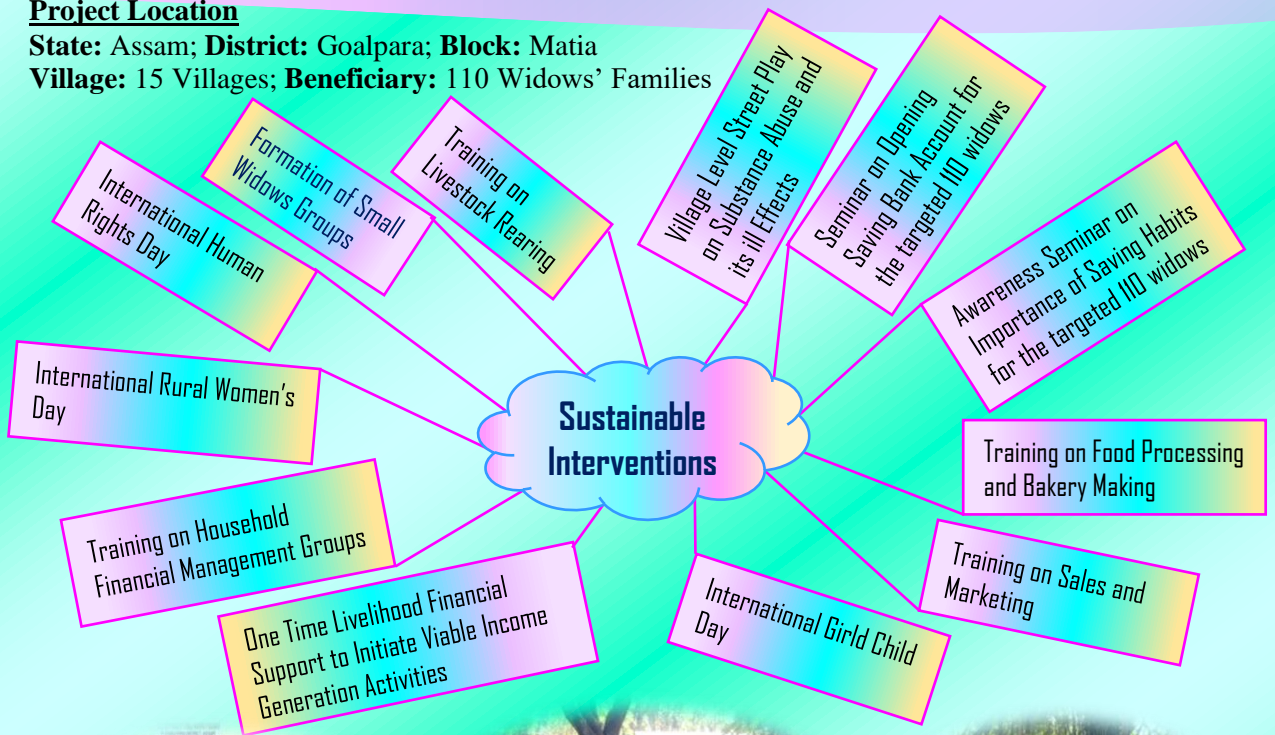 Project Location
State: Assam; District: Goalpara; Block: Matia
Village: 15 Villages; Beneficiary: 110 Widows' Families
Village Level Street Play
on Substance Abuse and
its ill Effects
Seminar on Opening
Saving Bank Account for
the targeted 110 widows
Training on
Livestock Rearing
Formation of Small
Widows Groups
International Human
Rights Day
Awareness Seminar on
Importance of Saving Habits
for the targeted 110 widows
International Rural Women's
Day
Sustainable
Interventions
Training on Food Processing
and Bakery Making
Training on Household
Financial Management Groups
Training on Sales and
Marketing
One Time Livelihood Financial
Support to Initiate Viable Income
Generation Activities
International Girld Child
Day